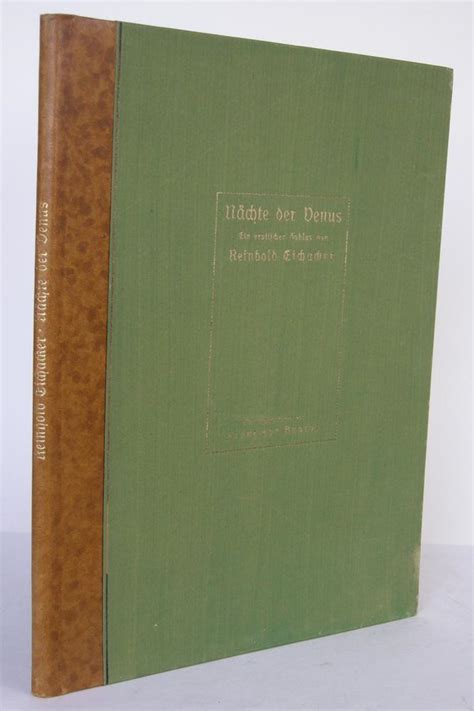 Reinhold Eichacker · Nächte der Venus
Nächte der Venus
Ein erotischer Zyklus von
Reinhold Eichacker